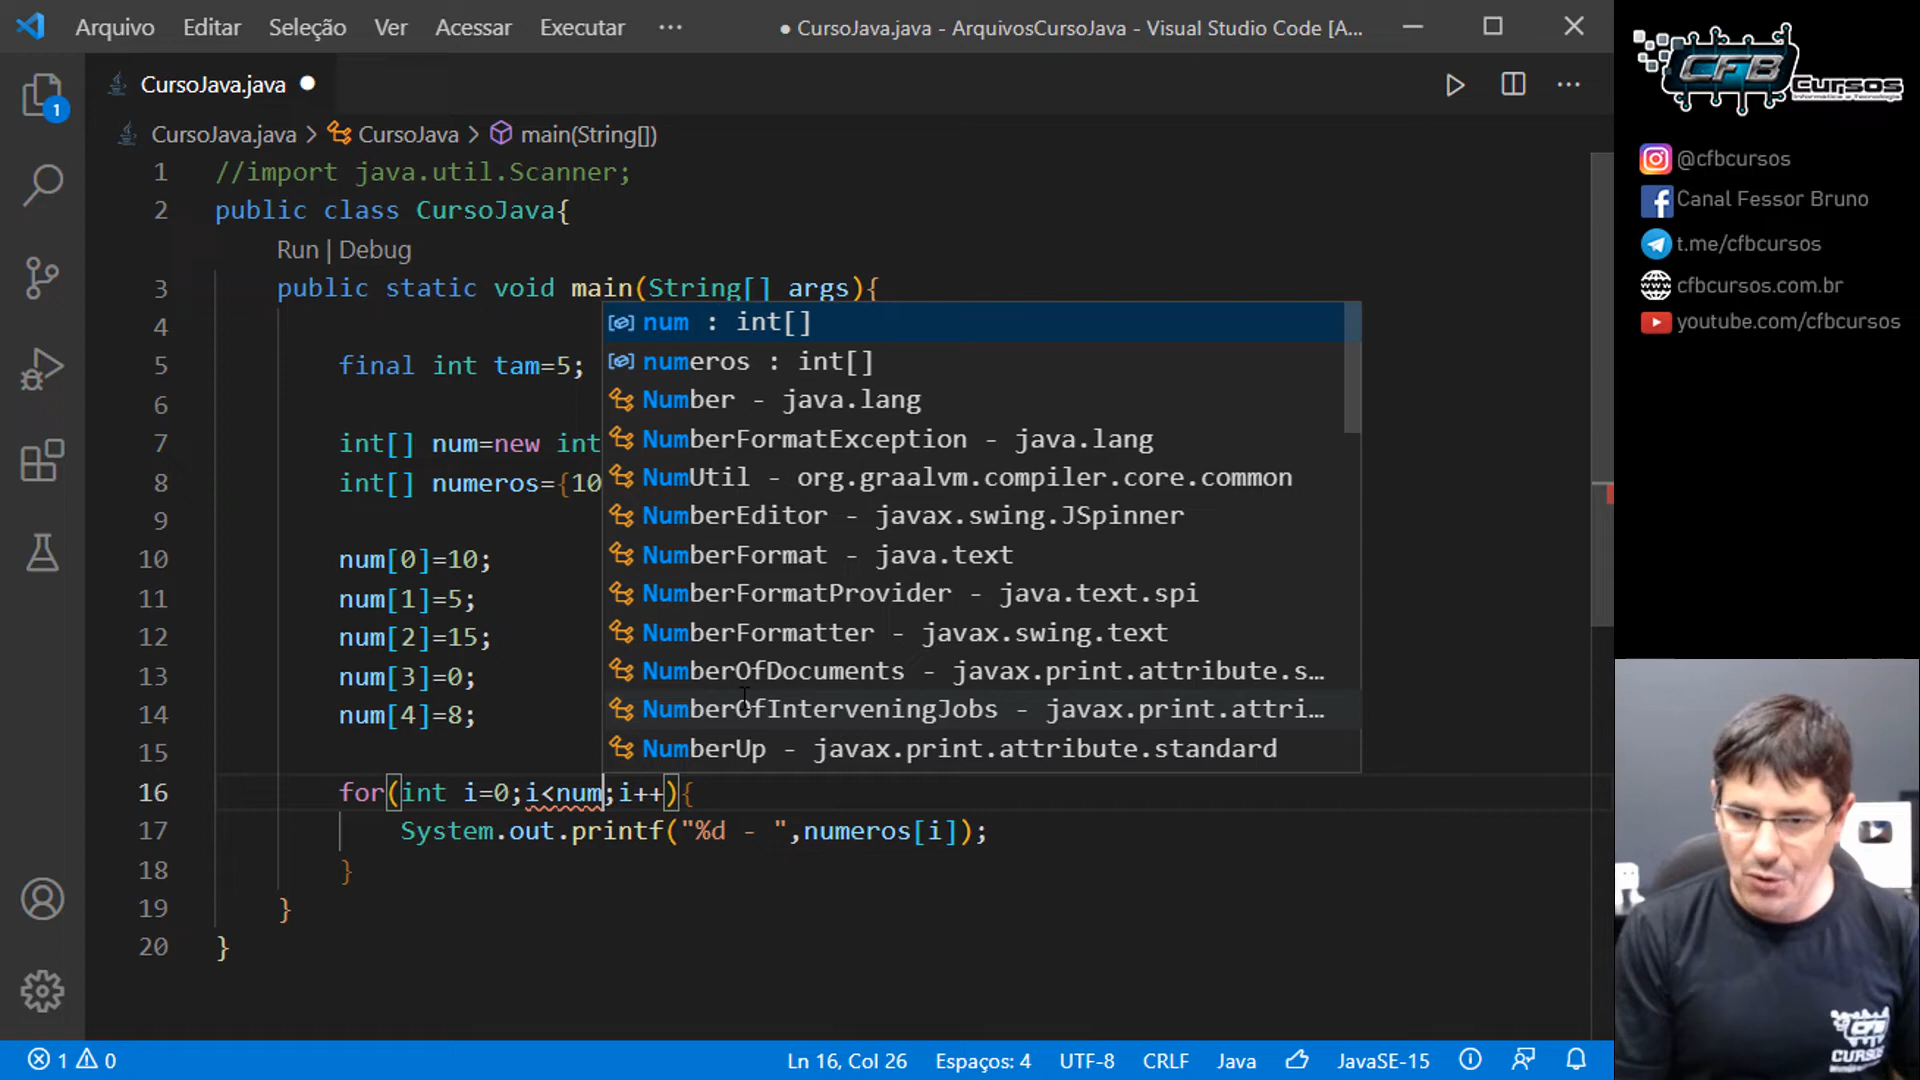 Arquivo Editar Seleção Ver Acessar Executar ··· ● CursoJava.java - ArquivosCursoJava - Visual Studio Code [A...
CursoJava.java
CursoJava.java > CursoJava > main(String[])
1 //import java.util.Scanner;
2 public class CursoJava{
Run | Debug
3 public static void main(String[] args){
4
5 final int tam=5;
6
7 int[] num=new int
8 int[] numeros={10
9
10 num[0]=10;
11 num[1]=5;
12 num[2]=15;
13 num[3]=0;
14 num[4]=8;
15
16 for(int i=0;i<num;i++){
17 System.out.printf("%d - ",numeros[i]);
18 }
19 }
20 }
num : int[]
numeros : int[]
Number - java.lang
NumberFormatException - java.lang
NumUtil - org.graalvm.compiler.core.common
NumberEditor - javax.swing.JSpinner
NumberFormat - java.text
NumberFormatProvider - java.text.spi
NumberFormatter - javax.swing.text
NumberOfDocuments - javax.print.attribute.s...
NumberOfInterveningJobs - javax.print.attri...
NumberUp - javax.print.attribute.standard
1
1 0
Ln 16, Col 26 Espaços: 4 UTF-8 CRLF Java JavaSE-15
CFB
Cursos
@cfbcursos
Canal Fessor Bruno
t.me/cfbcursos
cfbcursos.com.br
youtube.com/cfbcursos
CFB
CURSOS